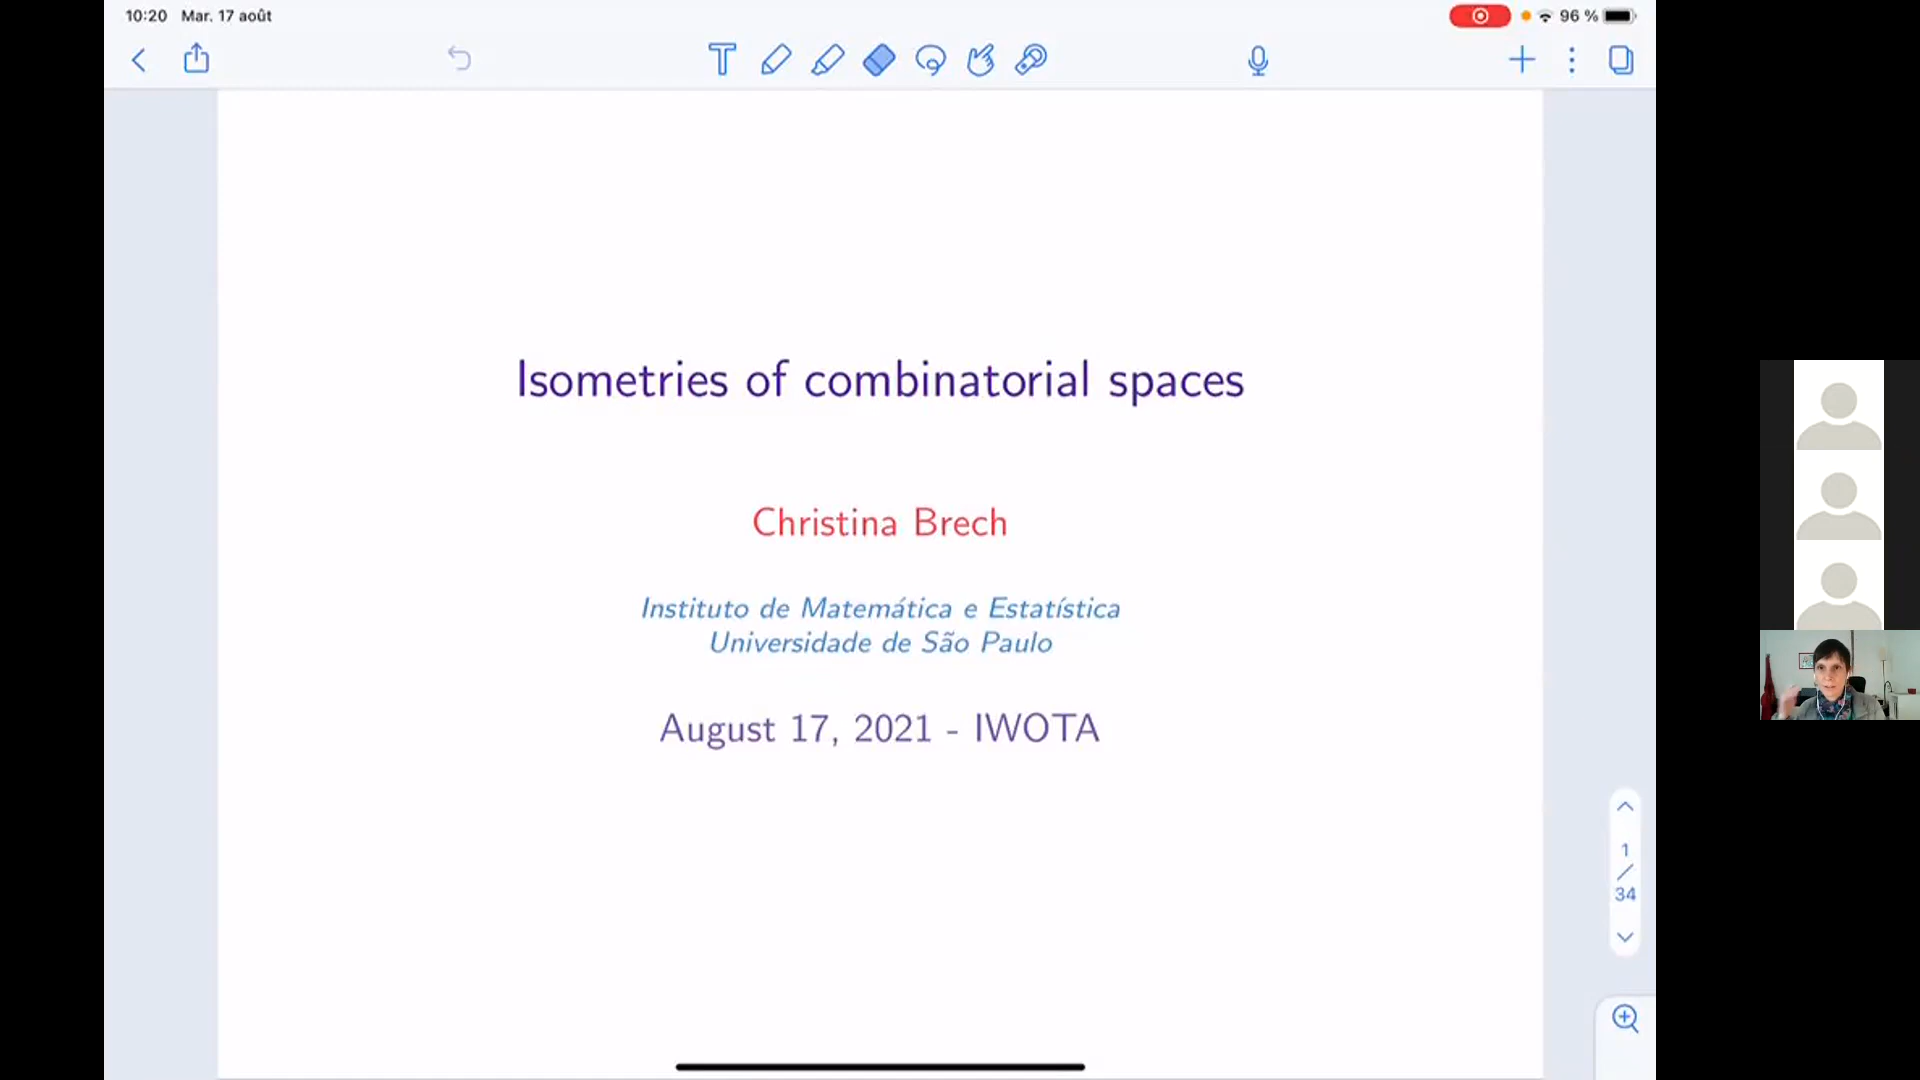 10:20 Mar. 17 août
96 %
Isometries of combinatorial spaces
Christina Brech
Instituto de Matemática e Estatística
Universidade de São Paulo
August 17, 2021 - IWOTA
1
/
34